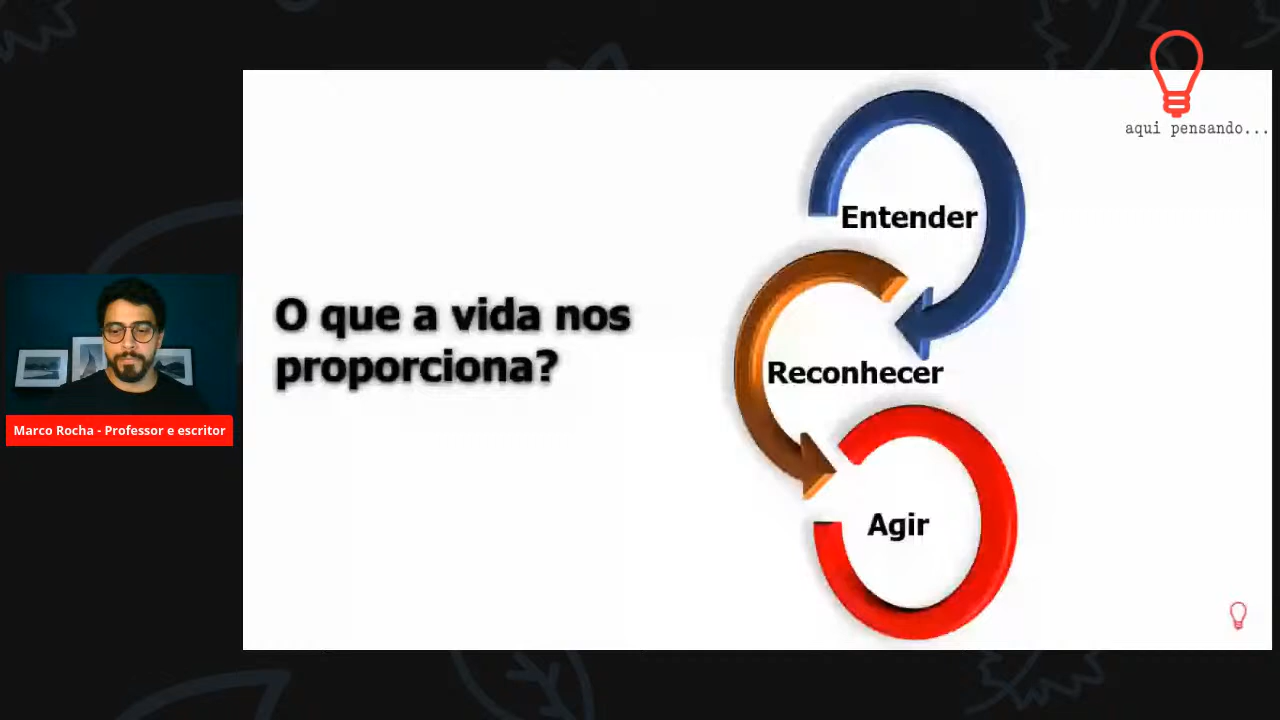 aqui pensando...
Entender
O que a vida nos
proporciona?
Reconhecer
Marco Rocha - Professor e escritor
Agir